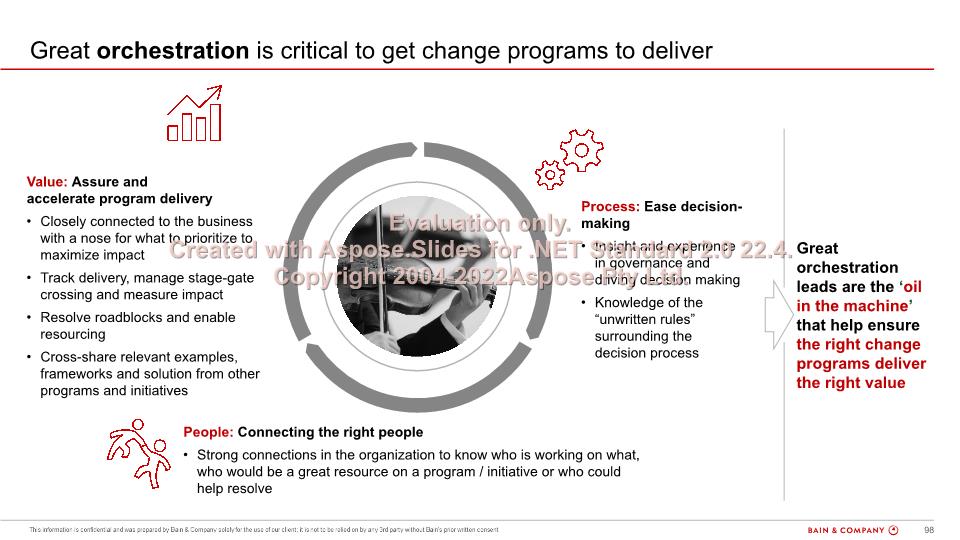 Great orchestration is critical to get change programs to deliver
Value: Assure and
accelerate program delivery
• Closely connected to the business
with a nose for what to prioritize to
maximize impact
• Track delivery, manage stage-gate
crossing and measure impact
• Resolve roadblocks and enable
resourcing
• Cross-share relevant examples,
frameworks and solution from other
programs and initiatives
Process: Ease decision-
making
• Insight and experience
in governance and
driving decision making
• Knowledge of the
“unwritten rules”
surrounding the
decision process
People: Connecting the right people
• Strong connections in the organization to know who is working on what,
who would be a great resource on a program / initiative or who could
help resolve
Great
orchestration
leads are the ‘oil
in the machine’
that help ensure
the right change
programs deliver
the right value
Evaluation only.
Created with Aspose.Slides for .NET Standard 2.0 22.4.
Copyright 2004-2022Aspose Pty Ltd.
This information is confidential and was prepared by Bain & Company solely for the use of our client; it is not to be relied on by any 3rd party without Bain's prior written consent
BAIN & COMPANY
98